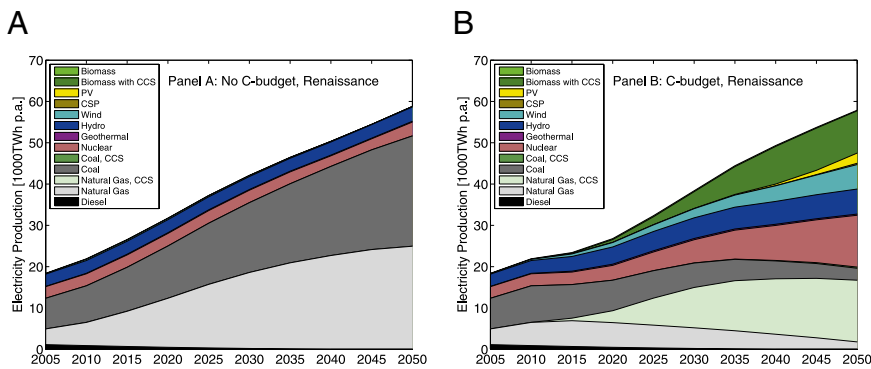 A
70
60
50
40
30
20
10
0
Electricity Production [1000TWh p.a.]
Panel A: No C-budget, Renaissance
Biomass
Biomass with CCS
PV
CSP
Wind
Hydro
Geothermal
Nuclear
Coal, CCS
Coal
Natural Gas, CCS
Natural Gas
Diesel
2005 2010 2015 2020 2025 2030 2035 2040 2045 2050
B
70
60
50
40
30
20
10
0
Electricity Production [1000TWh p.a.]
Panel B: C-budget, Renaissance
Biomass
Biomass with CCS
PV
CSP
Wind
Hydro
Geothermal
Nuclear
Coal, CCS
Coal
Natural Gas, CCS
Natural Gas
Diesel
2005 2010 2015 2020 2025 2030 2035 2040 2045 2050